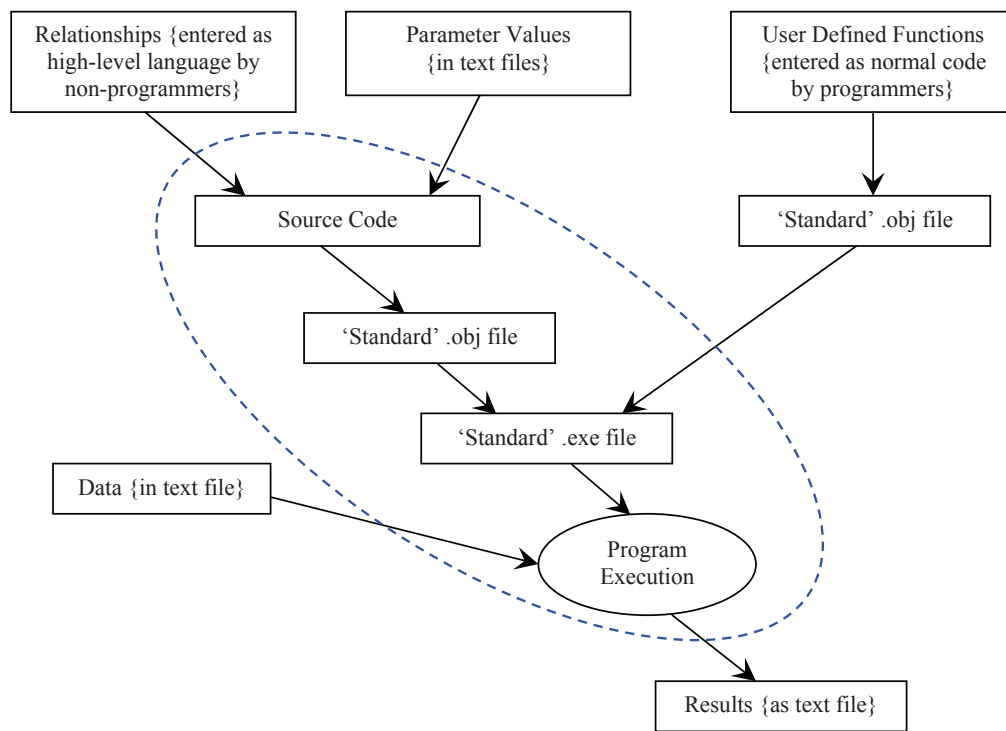 Relationships {entered as
high-level language by
non-programmers}
Parameter Values
{in text files}
User Defined Functions
{entered as normal code
by programmers}
Source Code
‘Standard’ .obj file
‘Standard’ .obj file
‘Standard’ .exe file
Data {in text file}
Program
Execution
Results {as text file}